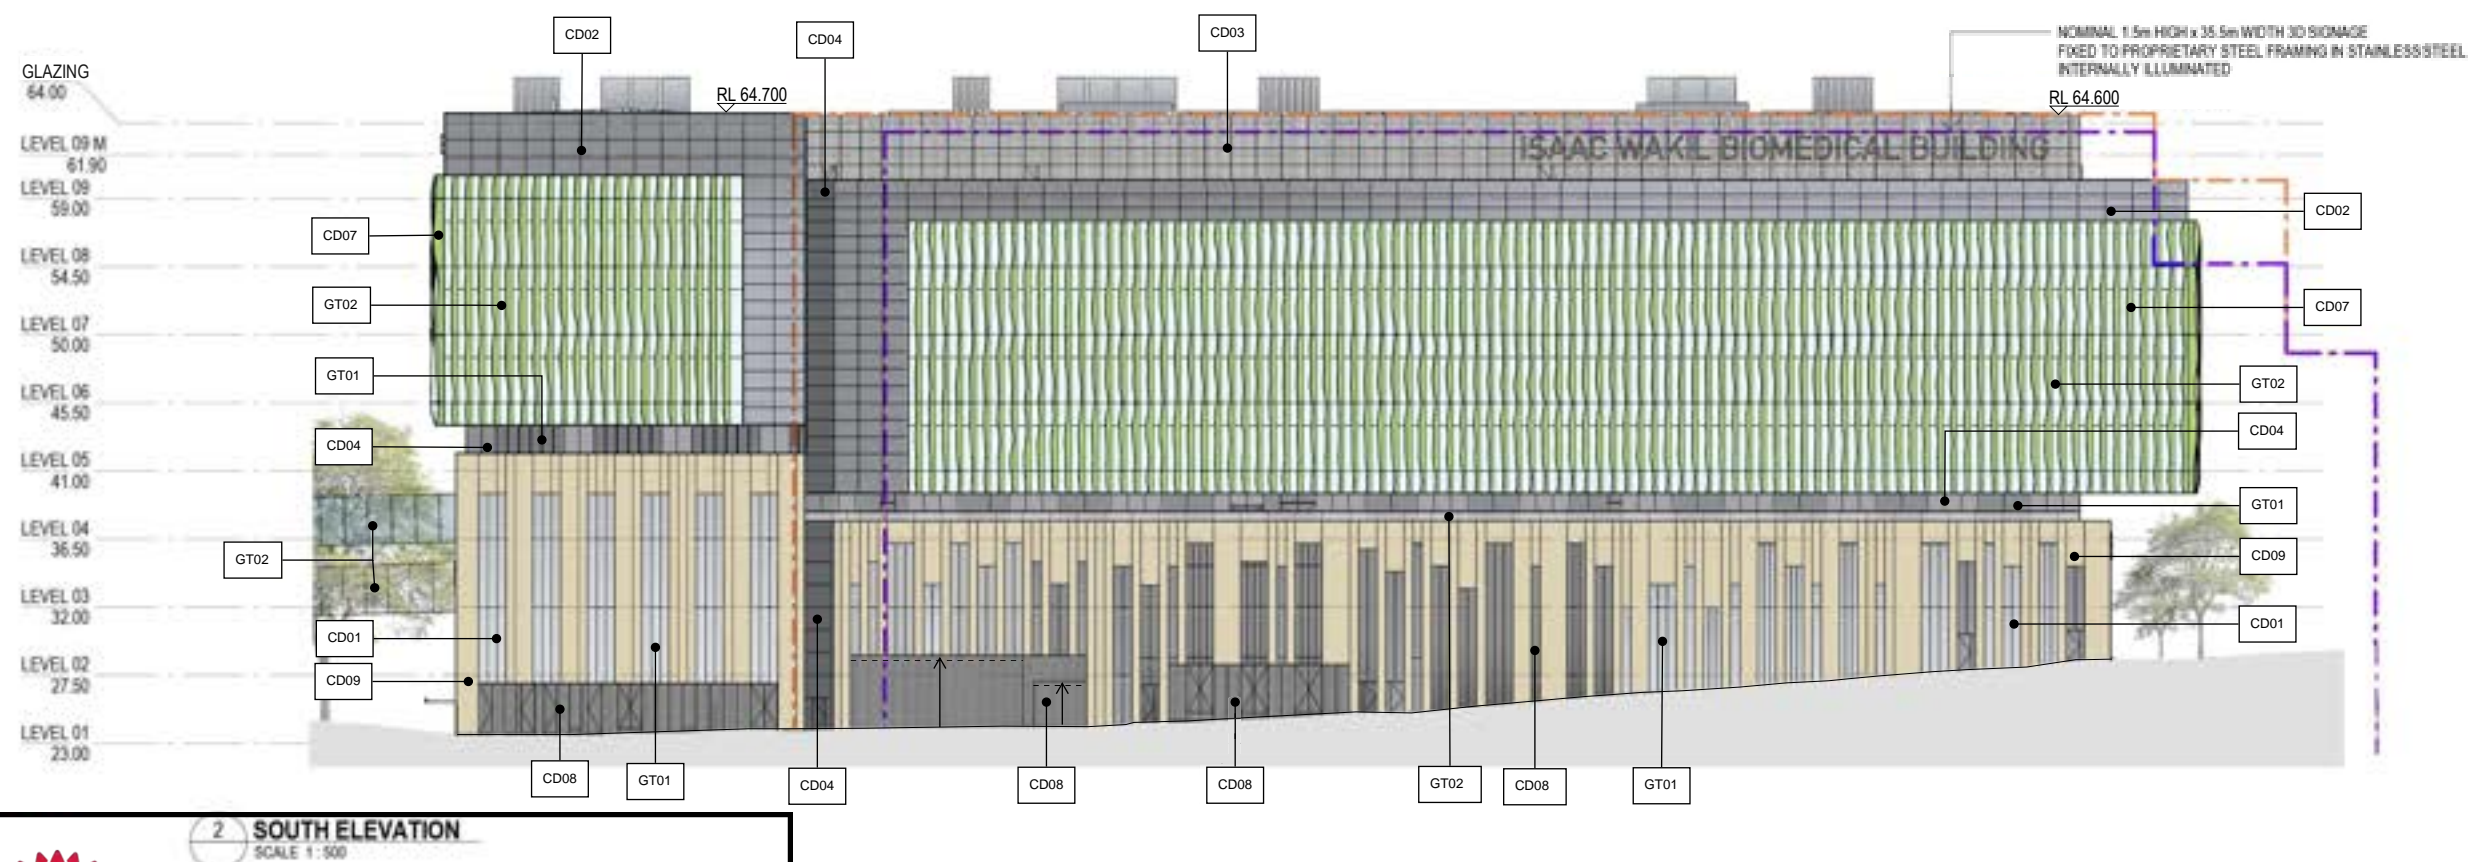 CD02
CD04
CD03
NOMINAL 1.5m HIGH x 35.5m WIDTH 3D SIGNAGE
FIXED TO PROPRIETARY STEEL FRAMING IN STAINLESS STEEL
INTERNALLY ILLUMINATED
GLAZING
64.00
RL 64.700
RL 64.600
LEVEL 09 M
61.90
ISAAC WAKIL BIOMEDICAL BUILDING
LEVEL 09
59.00
CD02
CD07
LEVEL 08
54.50
GT02
CD07
LEVEL 07
50.00
GT01
GT02
LEVEL 06
45.50
CD04
CD04
LEVEL 05
41.00
GT01
LEVEL 04
36.50
GT02
CD09
LEVEL 03
32.00
CD01
CD01
LEVEL 02
27.50
CD09
LEVEL 01
23.00
CD08
GT01
CD04
CD08
CD08
GT02
CD08
GT01
2
SOUTH ELEVATION
SCALE 1 : 500